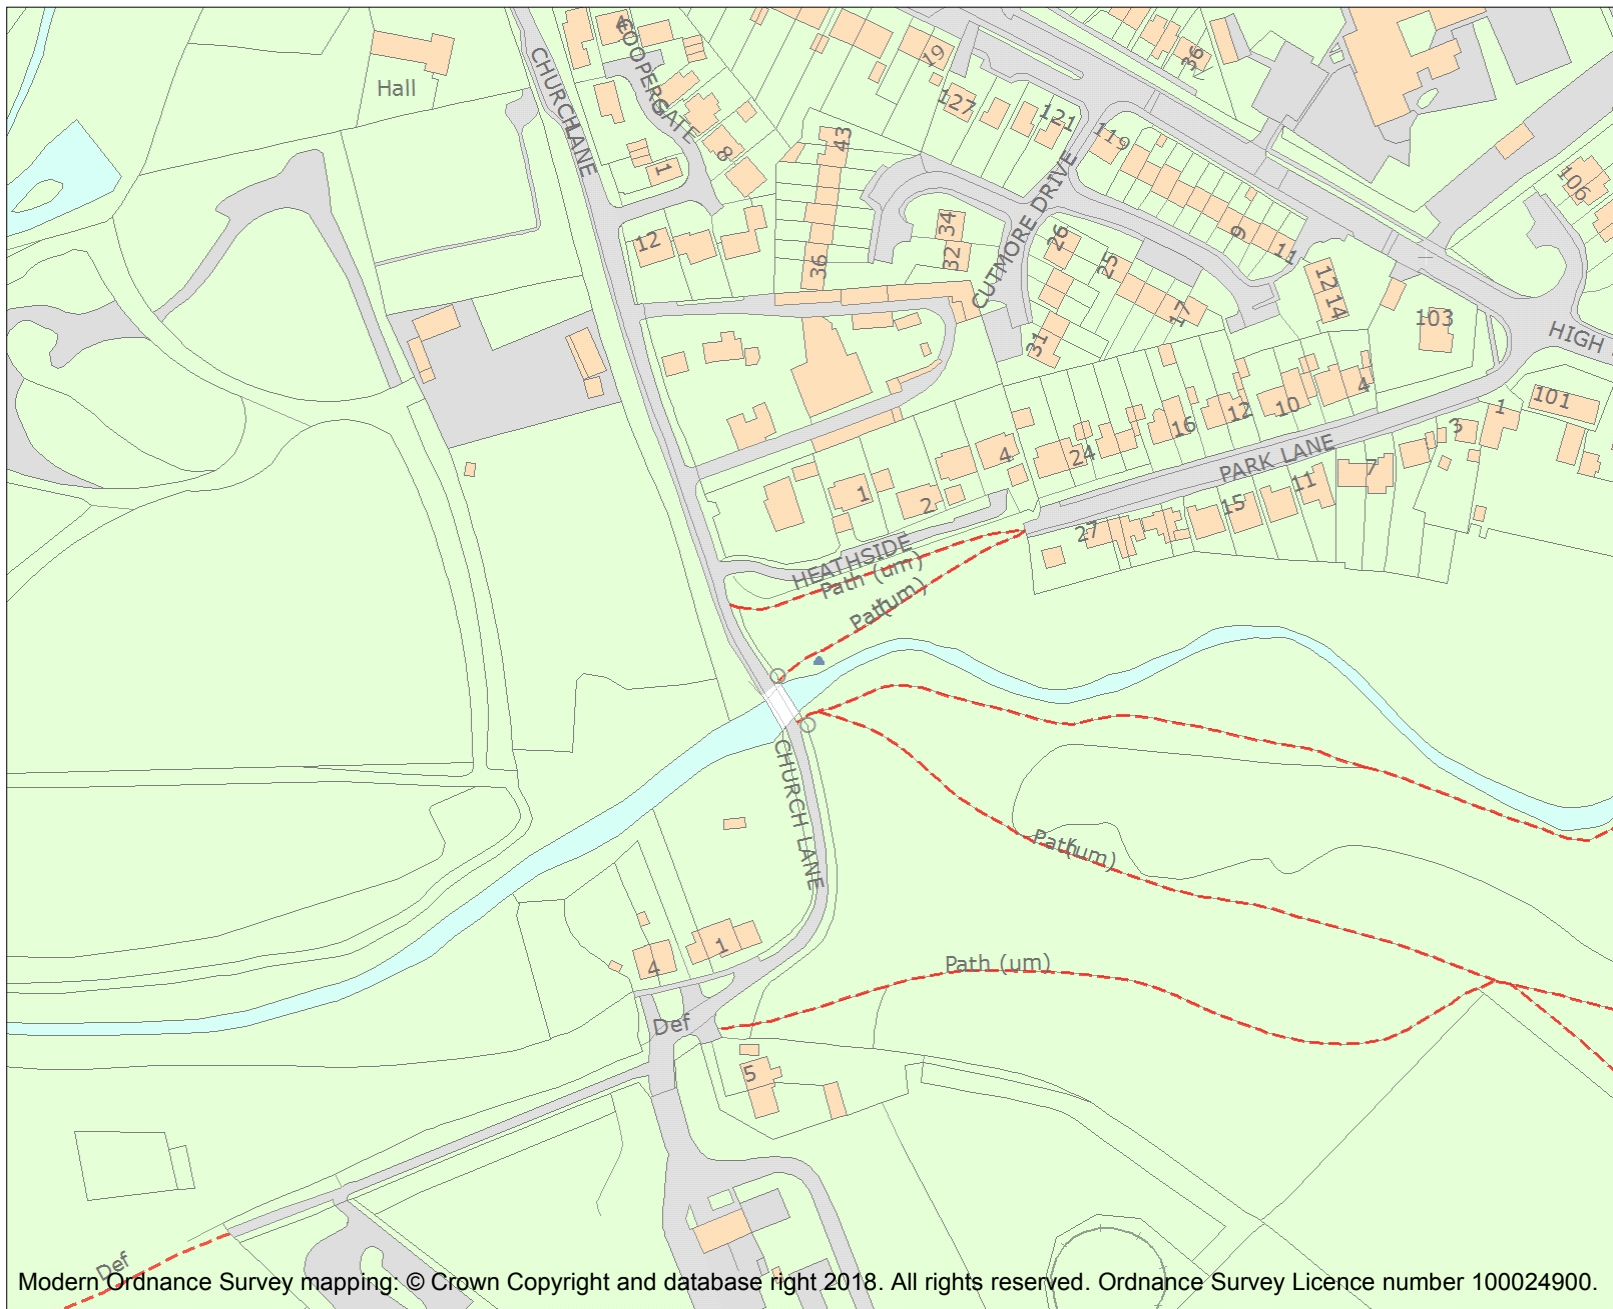 Hall
CHURCH LANE
4
COOPERGATE
8
1
12
19
127
121
119
36
43
36
34
32
CUTMORE DRIVE
26
25
17
31
9
11
12
14
103
106
HIGH
101
1
3
4
10
12
16
24
4
PARK LANE
7
11
15
27
1
2
HEATHSIDE
Path (um)
Path (um)
CHURCH LANE
Path (um)
1
4
Path (um)
Def
5
Def
Modern Ordnance Survey mapping: © Crown Copyright and database right 2018. All rights reserved. Ordnance Survey Licence number 100024900.